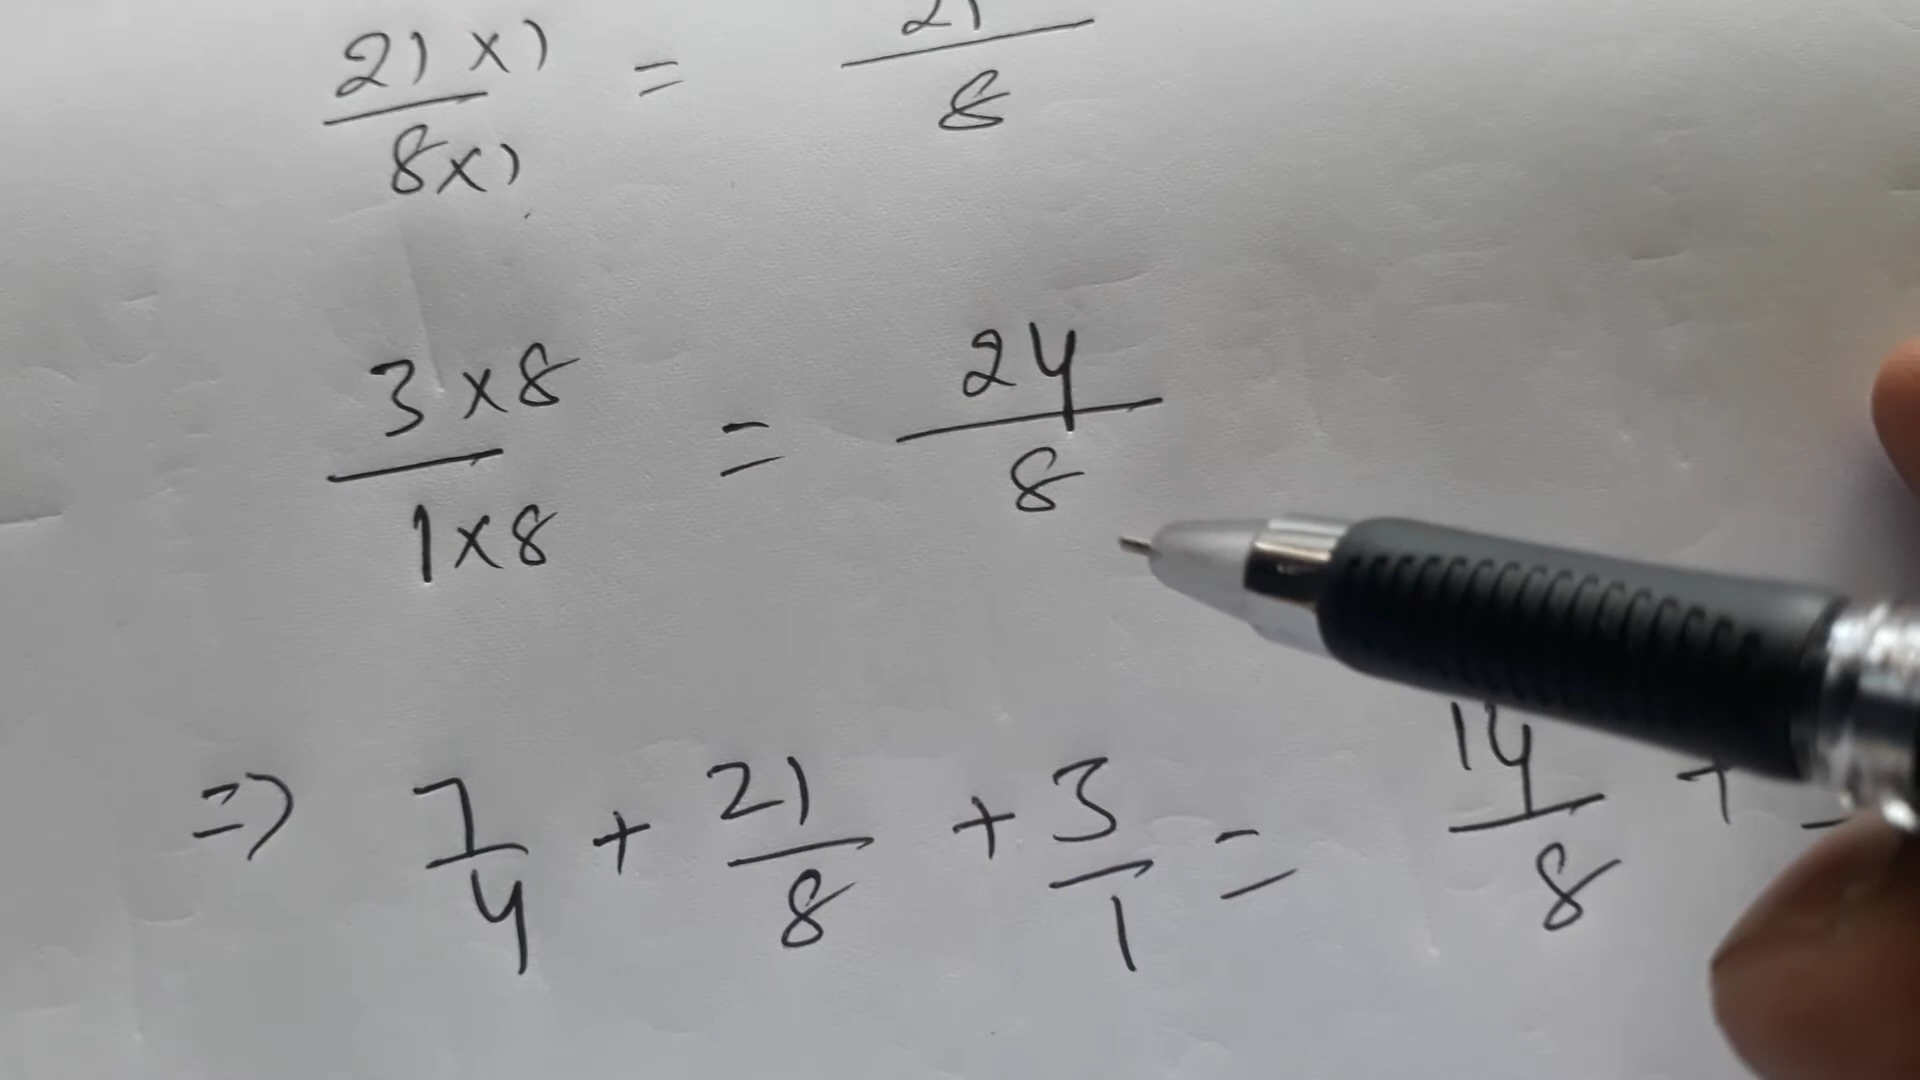 21×1/8×1 = 21/8
3×8/1×8 = 24/8
⇒ 7/4 + 21/8 + 3/1 = 14/8 +